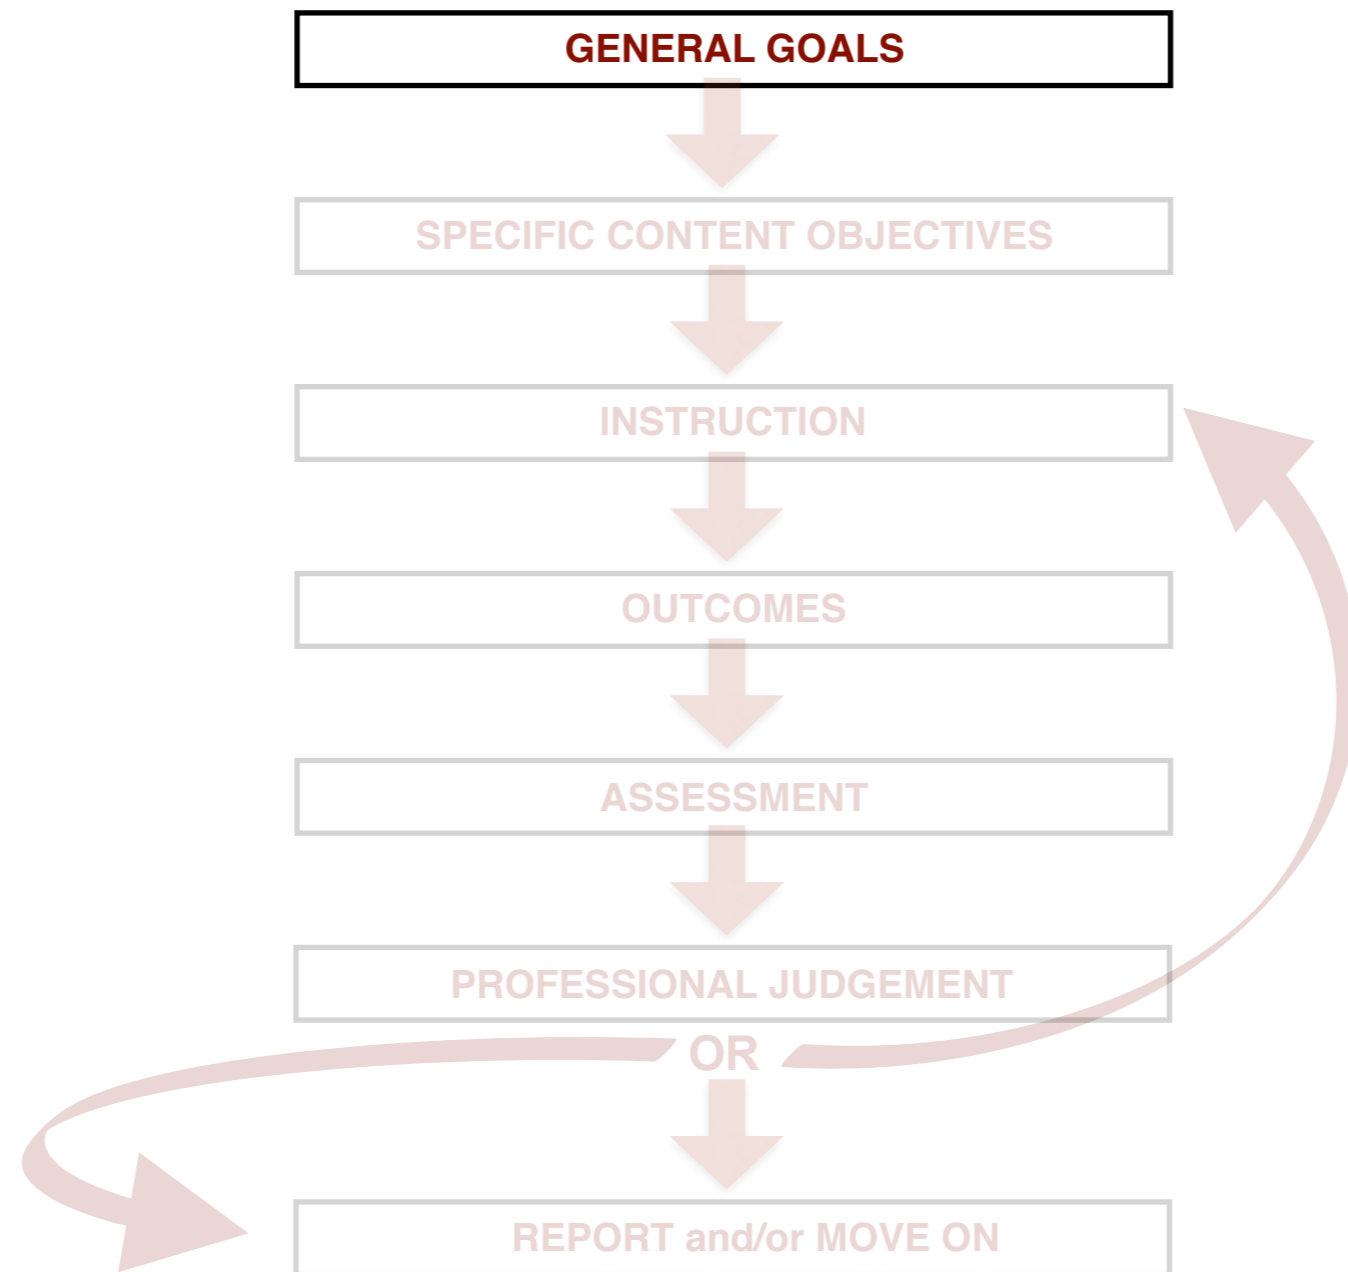 GENERAL GOALS
SPECIFIC CONTENT OBJECTIVES
INSTRUCTION
OUTCOMES
ASSESSMENT
PROFESSIONAL JUDGEMENT
OR
REPORT and/or MOVE ON